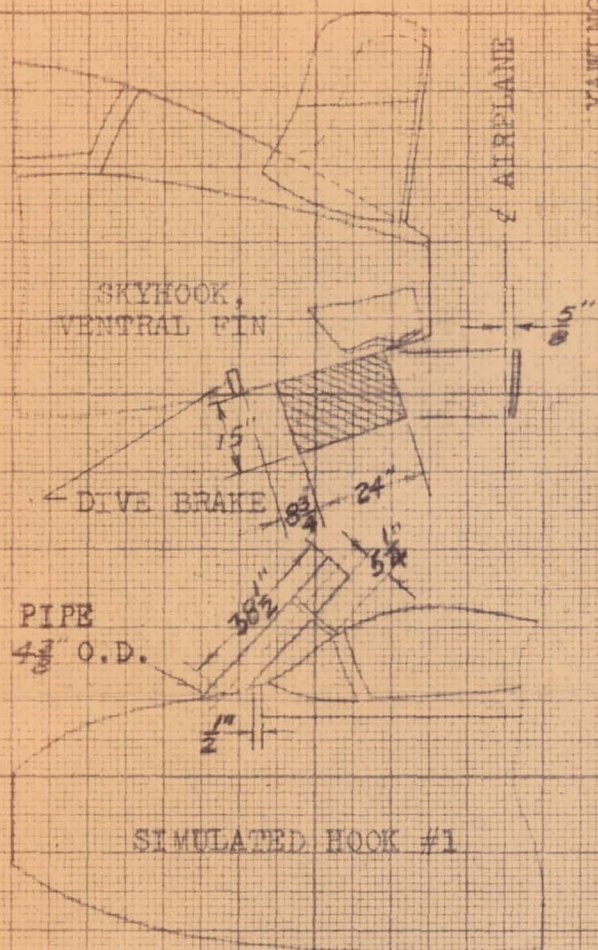 ℄ AIRPLANE
SKYHOOK,
VENTRAL FIN
5/8"
15"
DIVE BRAKE
8 3/4
24"
5 1/4"
38 1/2"
PIPE
4 3/8" O.D.
1/2"
SIMULATED HOOK #1